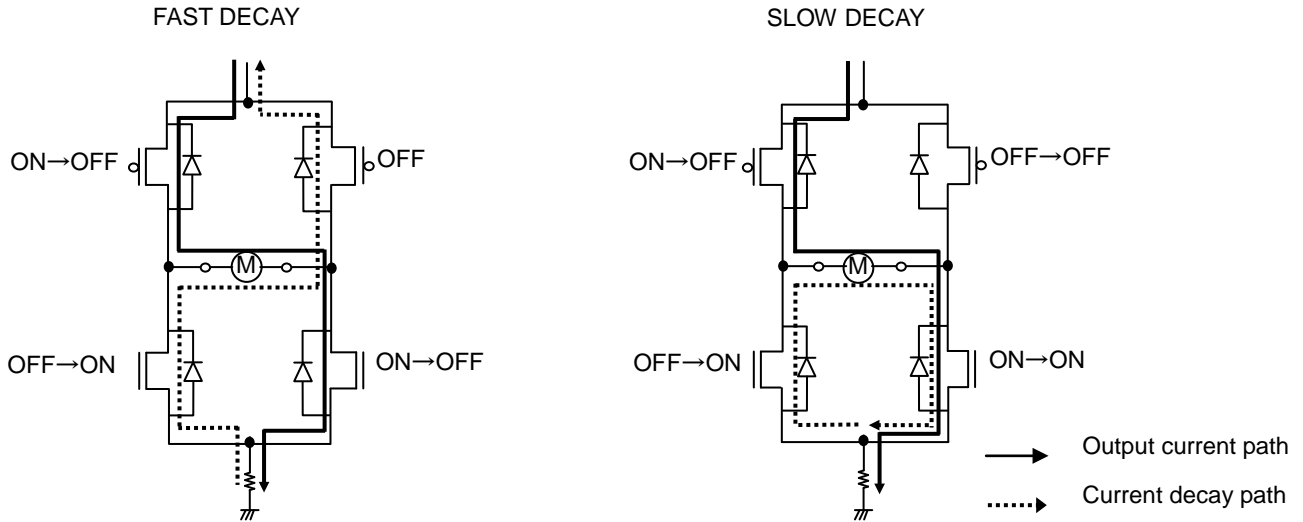 FAST DECAY
ON→OFF
OFF
M
OFF→ON
ON→OFF
SLOW DECAY
ON→OFF
OFF→OFF
M
OFF→ON
ON→ON
Output current path
Current decay path